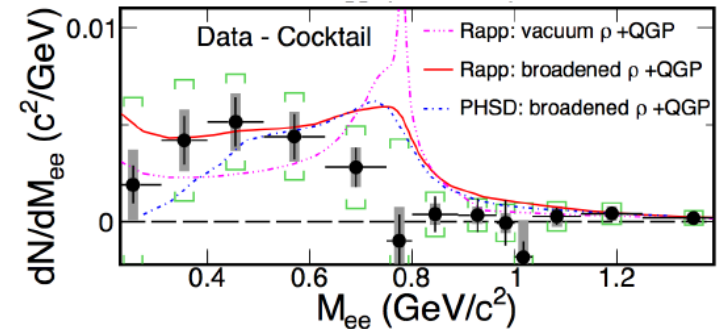 0.01
Data - Cocktail
Rapp: vacuum ρ +QGP
Rapp: broadened ρ +QGP
PHSD: broadened ρ +QGP
dN/dMee (c²/GeV)
0
0.4 0.6 0.8 1 1.2
Mee (GeV/c²)